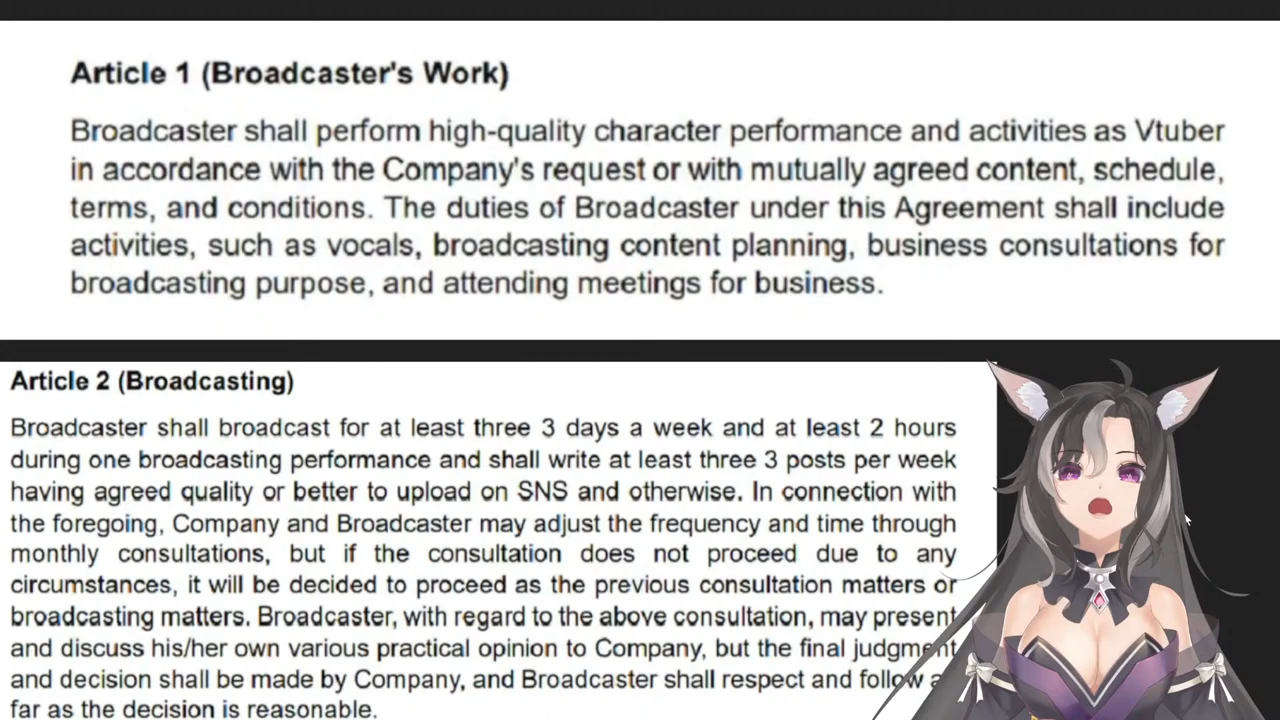 Article 1 (Broadcaster's Work)
Broadcaster shall perform high-quality character performance and activities as Vtuber
in accordance with the Company's request or with mutually agreed content, schedule,
terms, and conditions. The duties of Broadcaster under this Agreement shall include
activities, such as vocals, broadcasting content planning, business consultations for
broadcasting purpose, and attending meetings for business.
Article 2 (Broadcasting)
Broadcaster shall broadcast for at least three 3 days a week and at least 2 hours
during one broadcasting performance and shall write at least three 3 posts per week
having agreed quality or better to upload on SNS and otherwise. In connection with
the foregoing, Company and Broadcaster may adjust the frequency and time through
monthly consultations, but if the consultation does not proceed due to any
circumstances, it will be decided to proceed as the previous consultation matters or
broadcasting matters. Broadcaster, with regard to the above consultation, may present
and discuss his/her own various practical opinion to Company, but the final judgment
and decision shall be made by Company, and Broadcaster shall respect and follow
far as the decision is reasonable.